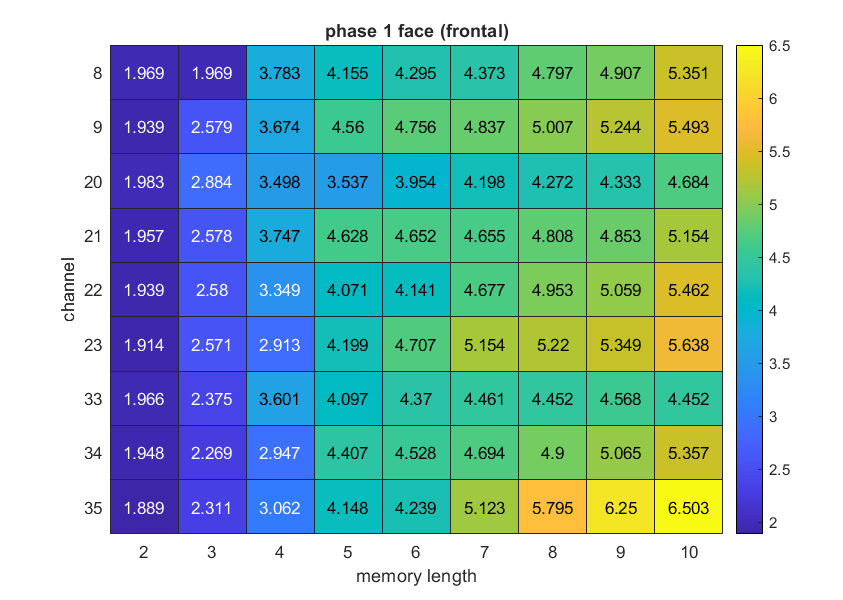 phase 1 face (frontal)
8 1.969 1.969 3.783 4.155 4.295 4.373 4.797 4.907 5.351
9 1.939 2.579 3.674 4.56 4.756 4.837 5.007 5.244 5.493
20 1.983 2.884 3.498 3.537 3.954 4.198 4.272 4.333 4.684
21 1.957 2.578 3.747 4.628 4.652 4.655 4.808 4.853 5.154
22 1.939 2.58 3.349 4.071 4.141 4.677 4.953 5.059 5.462
23 1.914 2.571 2.913 4.199 4.707 5.154 5.22 5.349 5.638
33 1.966 2.375 3.601 4.097 4.37 4.461 4.452 4.568 4.452
34 1.948 2.269 2.947 4.407 4.528 4.694 4.9 5.065 5.357
35 1.889 2.311 3.062 4.148 4.239 5.123 5.795 6.25 6.503
2 3 4 5 6 7 8 9 10
memory length
channel
6.5
6
5.5
5
4.5
4
3.5
3
2.5
2